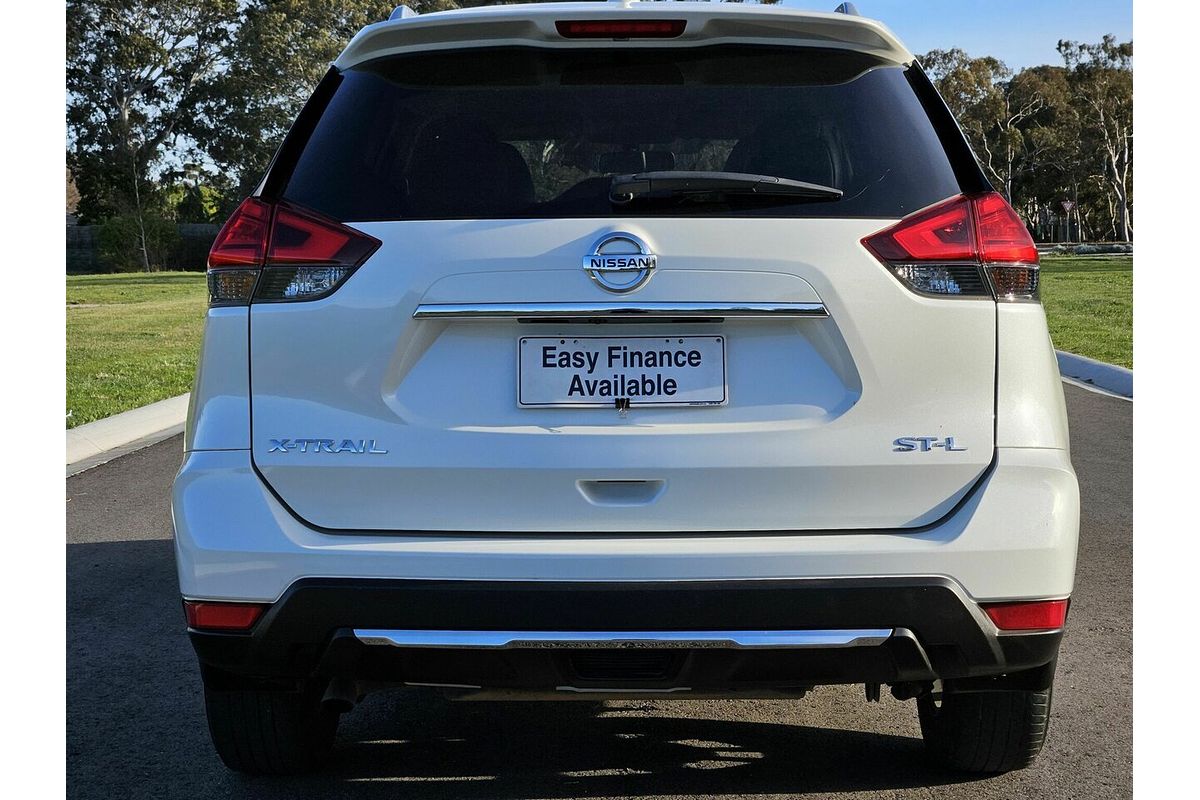 NISSAN
Easy Finance
Available
X-TRAIL ST-L